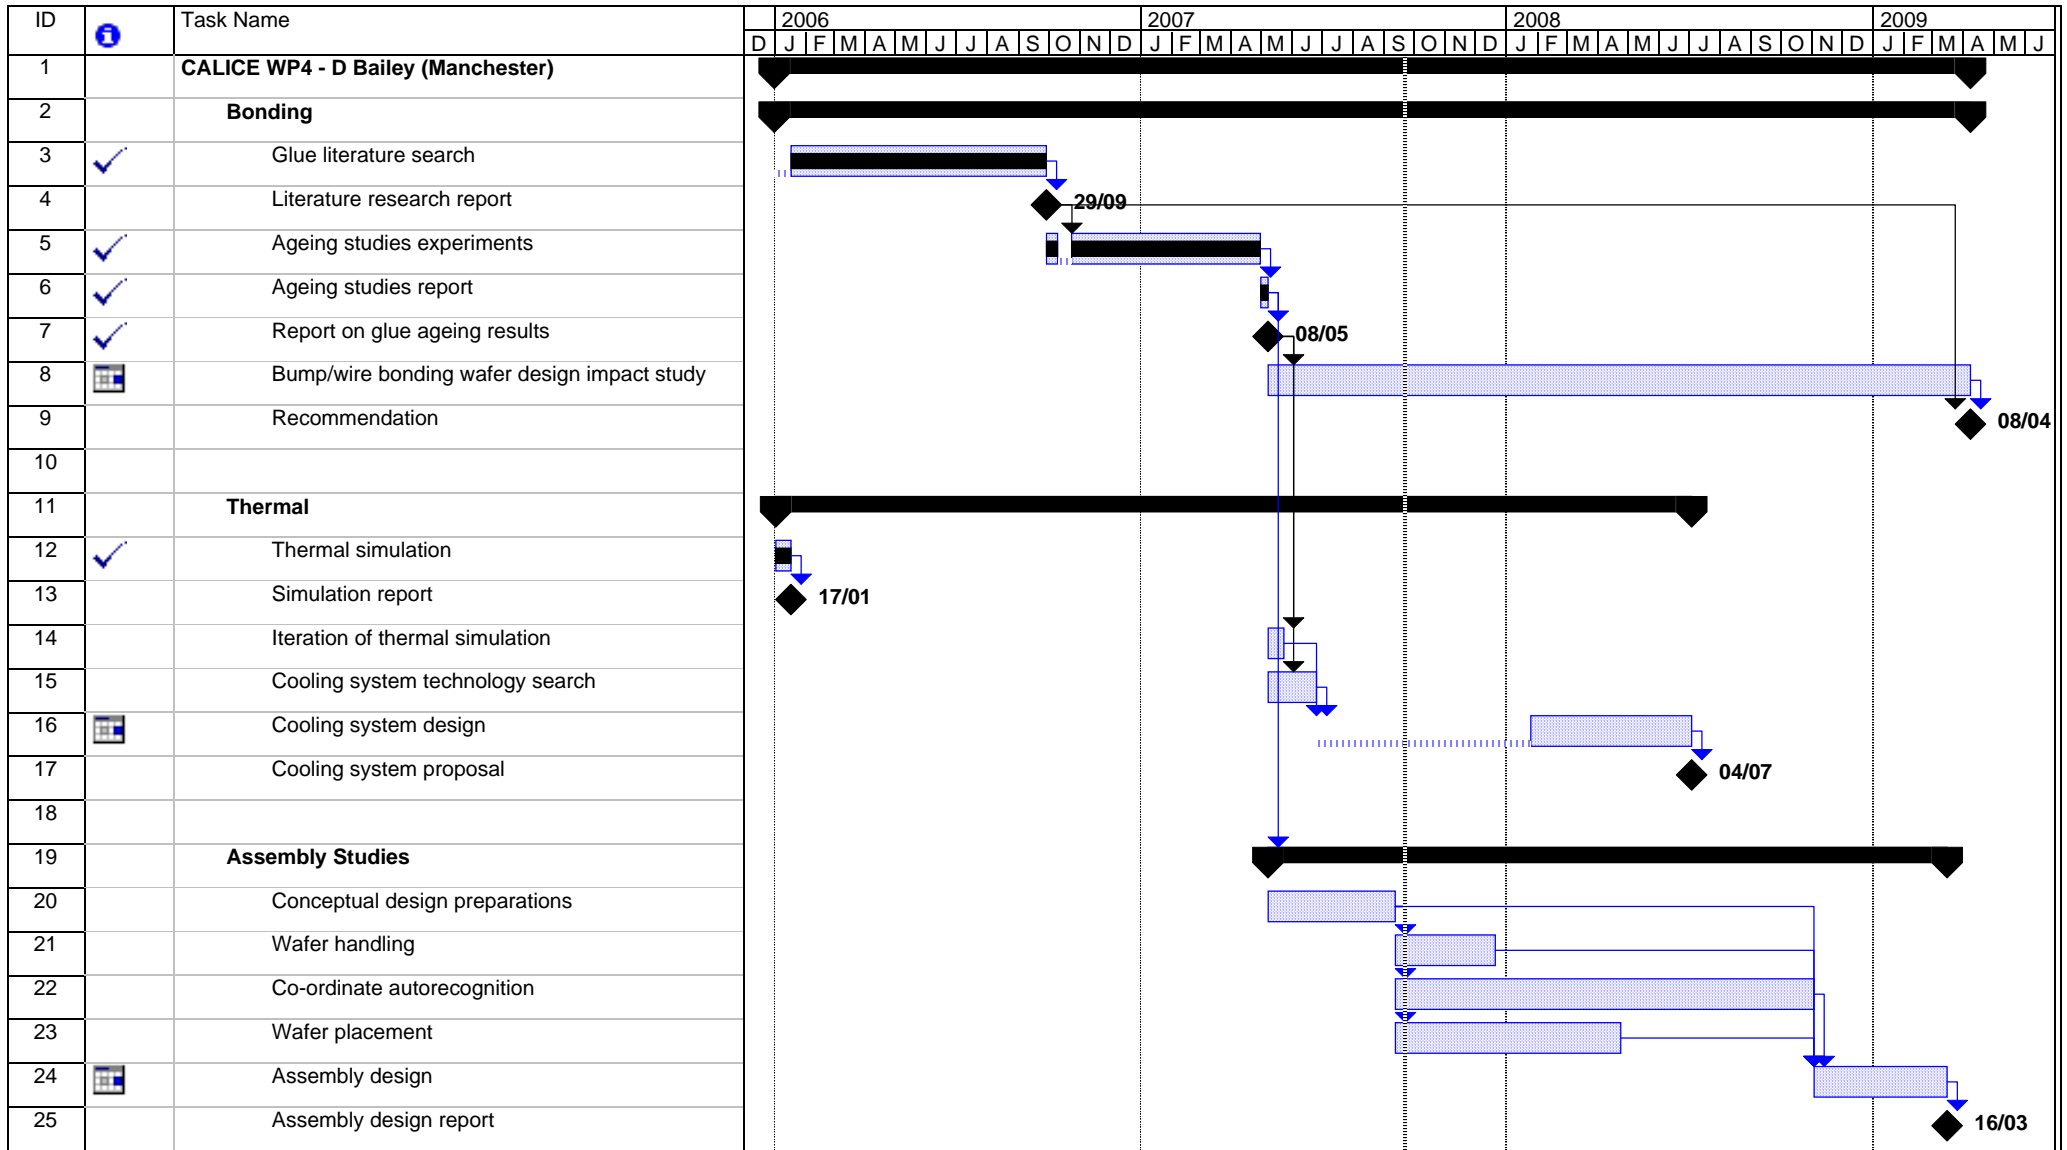 ID Task Name 2006 2007 2008 2009
D J F M A M J J A S O N D J F M A M J J A S O N D J F M A M J J A S O N D J F M A M J
1 CALICE WP4 - D Bailey (Manchester)
2 Bonding
3 Glue literature search
4 Literature research report 29/09
5 Ageing studies experiments
6 Ageing studies report
7 Report on glue ageing results 08/05
8 Bump/wire bonding wafer design impact study
9 Recommendation 08/04
10
11 Thermal
12 Thermal simulation
13 Simulation report 17/01
14 Iteration of thermal simulation
15 Cooling system technology search
16 Cooling system design
17 Cooling system proposal 04/07
18
19 Assembly Studies
20 Conceptual design preparations
21 Wafer handling
22 Co-ordinate autorecognition
23 Wafer placement
24 Assembly design
25 Assembly design report 16/03